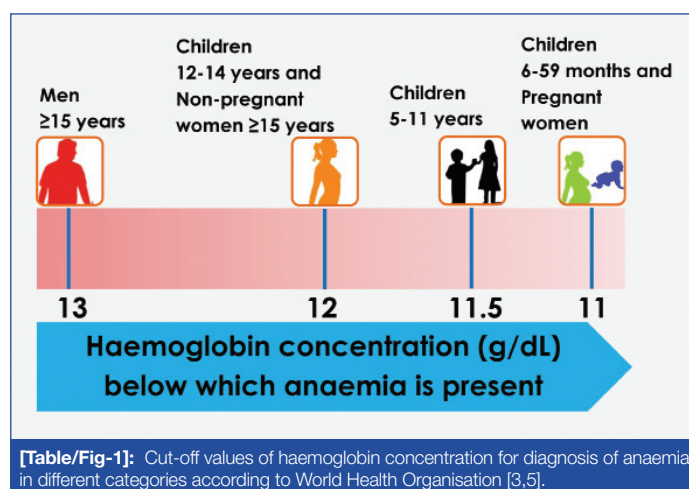 Men
≥15 years
Children
12-14 years and
Non-pregnant
women ≥15 years
Children
5-11 years
Children
6-59 months and
Pregnant
women
13
12
11.5
11
Haemoglobin concentration (g/dL)
below which anaemia is present
[Table/Fig-1]: Cut-off values of haemoglobin concentration for diagnosis of anaemia
in different categories according to World Health Organisation [3,5].